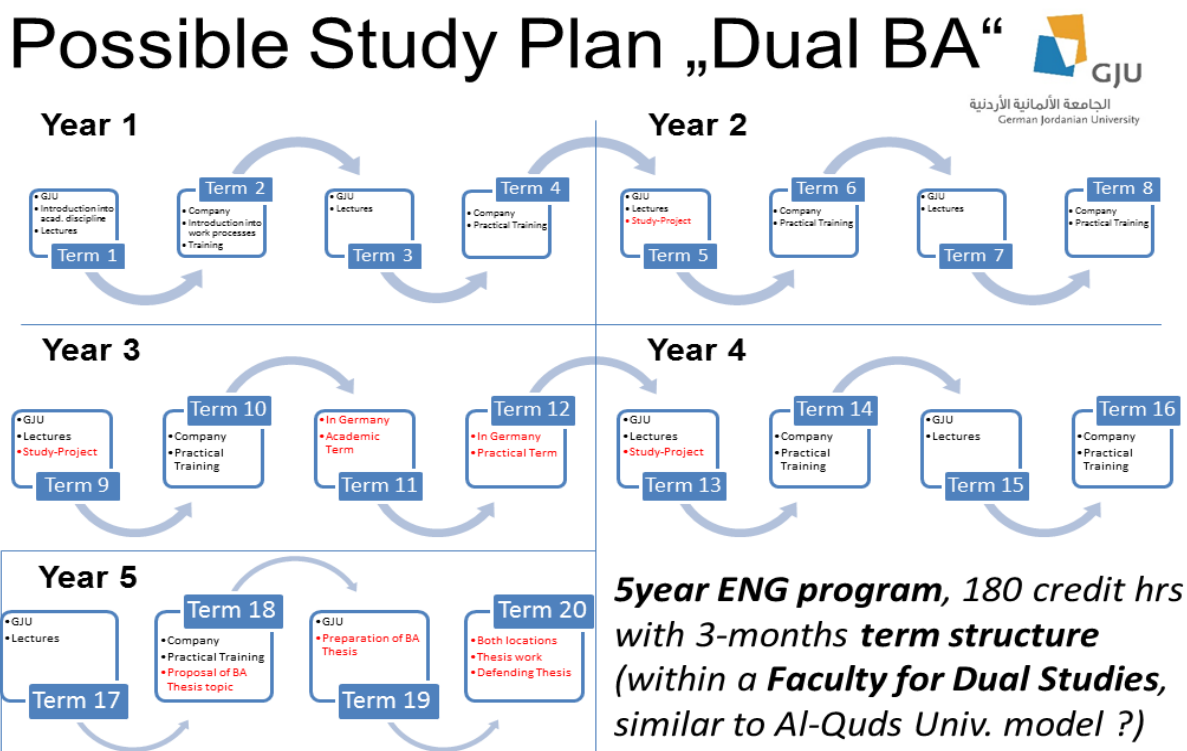 Possible Study Plan „Dual BA“
GJU
الجامعة الألمانية الأردنية
German Jordanian University
Year 1
• GJU
• Introduction into
acad. discipline
• Lectures
Term 1
Term 2
• Company
• Introduction into
work processes
• Training
• GJU
• Lectures
Term 3
Term 4
• Company
• Practical Training
Year 2
• GJU
• Lectures
• Study-Project
Term 5
Term 6
• Company
• Practical Training
• GJU
• Lectures
Term 7
Term 8
• Company
• Practical Training
Year 3
• GJU
• Lectures
• Study-Project
Term 9
Term 10
• Company
• Practical
Training
• In Germany
• Academic
Term
Term 11
Term 12
• In Germany
• Practical Term
Year 4
• GJU
• Lectures
• Study-Project
Term 13
Term 14
• Company
• Practical
Training
• GJU
• Lectures
Term 15
Term 16
• Company
• Practical
Training
Year 5
• GJU
• Lectures
Term 17
Term 18
• Company
• Practical Training
• Proposal of BA
Thesis topic
• GJU
• Preparation of BA
Thesis
Term 19
Term 20
• Both locations
• Thesis work
• Defending Thesis
5year ENG program, 180 credit hrs
with 3-months term structure
(within a Faculty for Dual Studies,
similar to Al-Quds Univ. model ?)